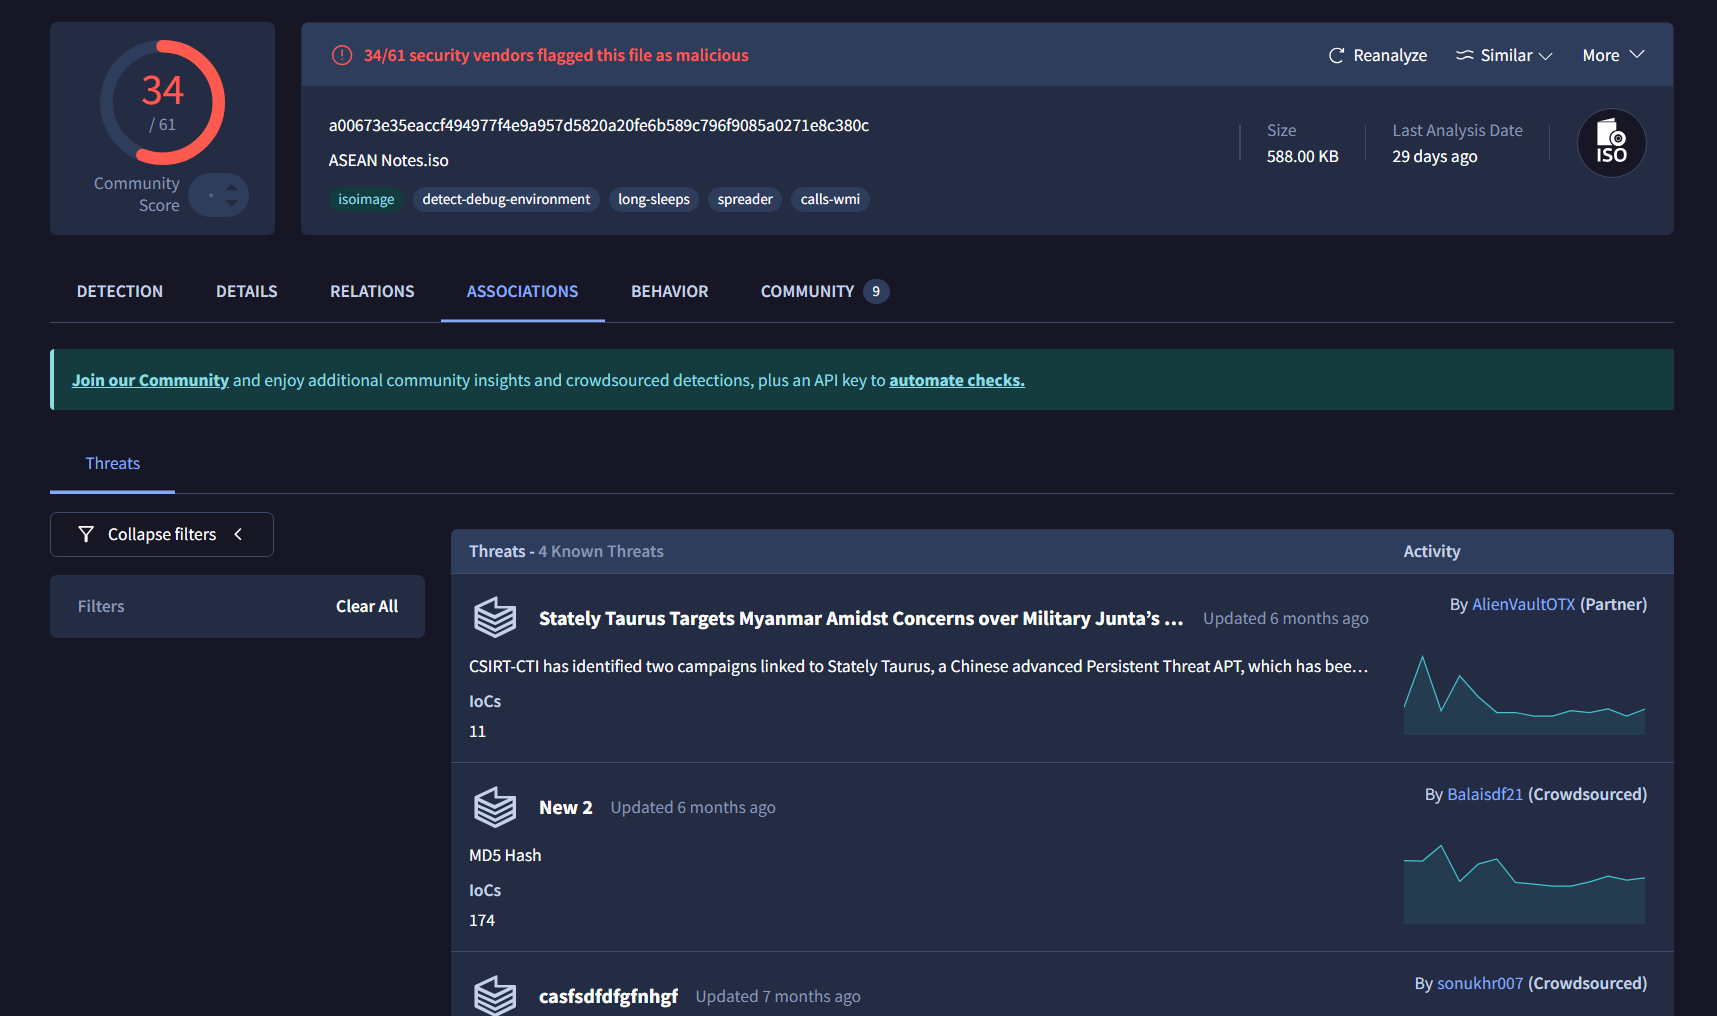 34
/ 61
Community
Score
34/61 security vendors flagged this file as malicious
Reanalyze
Similar
More
a00673e35eaccf494977f4e9a957d5820a20fe6b589c796f9085a0271e8c380c
ASEAN Notes.iso
isoimage
detect-debug-environment
long-sleeps
spreader
calls-wmi
Size
588.00 KB
Last Analysis Date
29 days ago
ISO
DETECTION
DETAILS
RELATIONS
ASSOCIATIONS
BEHAVIOR
COMMUNITY 9
Join our Community and enjoy additional community insights and crowdsourced detections, plus an API key to automate checks.
Threats
Collapse filters
Filters
Clear All
Threats - 4 Known Threats
Activity
Stately Taurus Targets Myanmar Amidst Concerns over Military Junta’s ... Updated 6 months ago
By AlienVaultOTX (Partner)
CSIRT-CTI has identified two campaigns linked to Stately Taurus, a Chinese advanced Persistent Threat APT, which has bee...
IoCs
11
New 2 Updated 6 months ago
By Balaisdf21 (Crowdsourced)
MD5 Hash
IoCs
174
casfsdfdfgfnhgf Updated 7 months ago
By sonukhr007 (Crowdsourced)